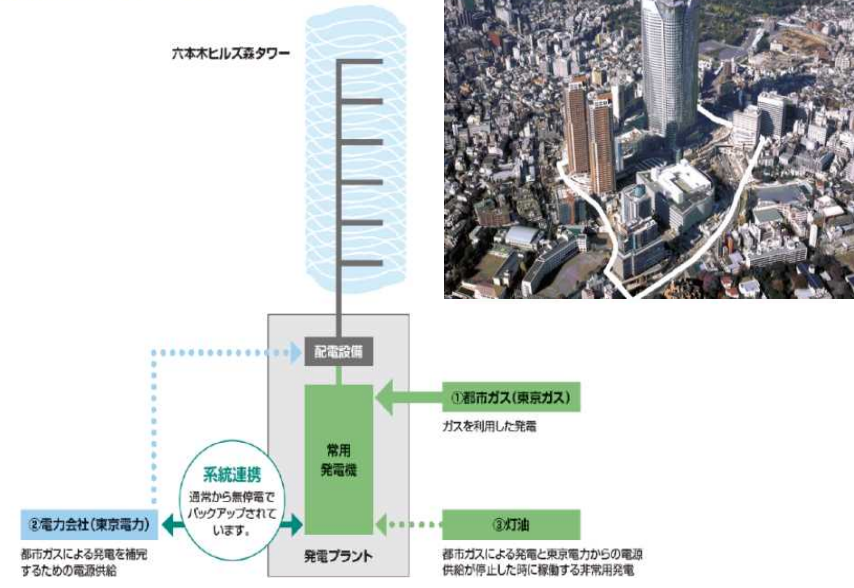 六本木ヒルズ森タワー
配電設備
①都市ガス(東京ガス)
ガスを利用した発電
常用
発電機
系統連携
通常から無停電で
バックアップされて
います。
②電力会社(東京電力)
都市ガスによる発電を補完
するための電源供給
発電プラント
③灯油
都市ガスによる発電と東京電力からの電源
供給が停止した時に稼働する非常用発電